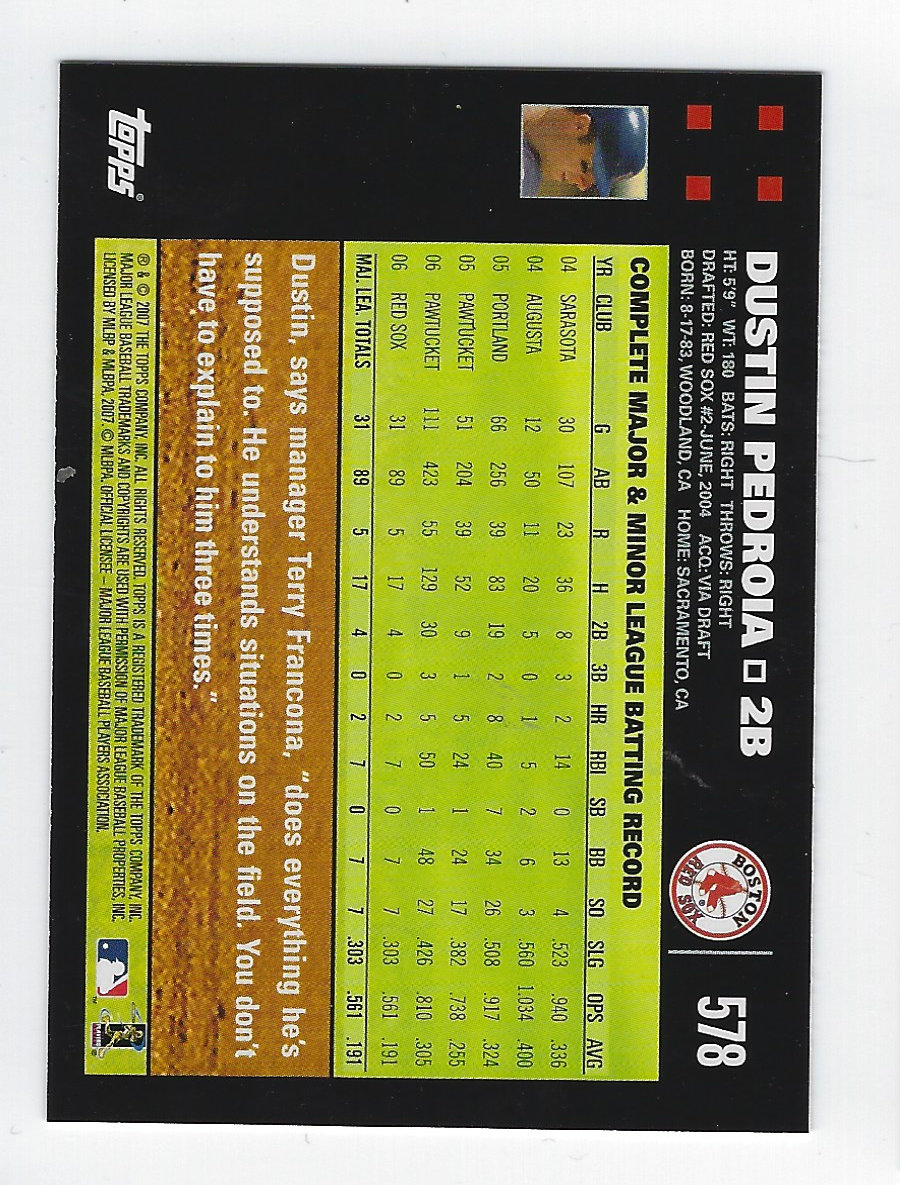 DUSTIN PEDROIA □ 2B
578
HT: 5'9" WT: 180 BATS: RIGHT THROWS: RIGHT
DRAFTED: RED SOX #2-JUNE, 2004 ACQ: VIA DRAFT
BORN: 8-17-83, WOODLAND, CA HOME: SACRAMENTO, CA
BOSTON
RED SOX
COMPLETE MAJOR & MINOR LEAGUE BATTING RECORD
YR CLUB G AB R H 2B 3B HR RBI SB BB SO SLG OPS AVG
04 SARASOTA 30 107 23 36 8 3 2 14 0 13 4 .523 .940 .336
04 AUGUSTA 12 50 11 20 5 0 1 5 2 6 3 .560 1.034 .400
05 PORTLAND 66 256 39 83 19 2 8 40 7 34 26 .508 .917 .324
05 PAWTUCKET 51 204 39 52 9 1 5 24 1 24 17 .382 .738 .255
06 PAWTUCKET 111 423 55 129 30 3 5 50 1 48 27 .426 .810 .305
06 RED SOX 31 89 5 17 4 0 2 7 0 7 7 .303 .561 .191
MAJ. LEA. TOTALS 31 89 5 17 4 0 2 7 0 7 7 .303 .561 .191
Dustin, says manager Terry Francona, "does everything he's
supposed to. He understands situations on the field. You don't
have to explain to him three times."
topps®
® & © 2007 THE TOPPS COMPANY, INC. ALL RIGHTS RESERVED. TOPPS IS A REGISTERED TRADEMARK OF THE TOPPS COMPANY, INC.
MAJOR LEAGUE BASEBALL TRADEMARKS AND COPYRIGHTS ARE USED WITH PERMISSION OF MAJOR LEAGUE BASEBALL PROPERTIES, INC.
LICENSED BY MLBP & MLBPA, 2007. © MLBPA, OFFICIAL LICENSEE – MAJOR LEAGUE BASEBALL PLAYERS ASSOCIATION.